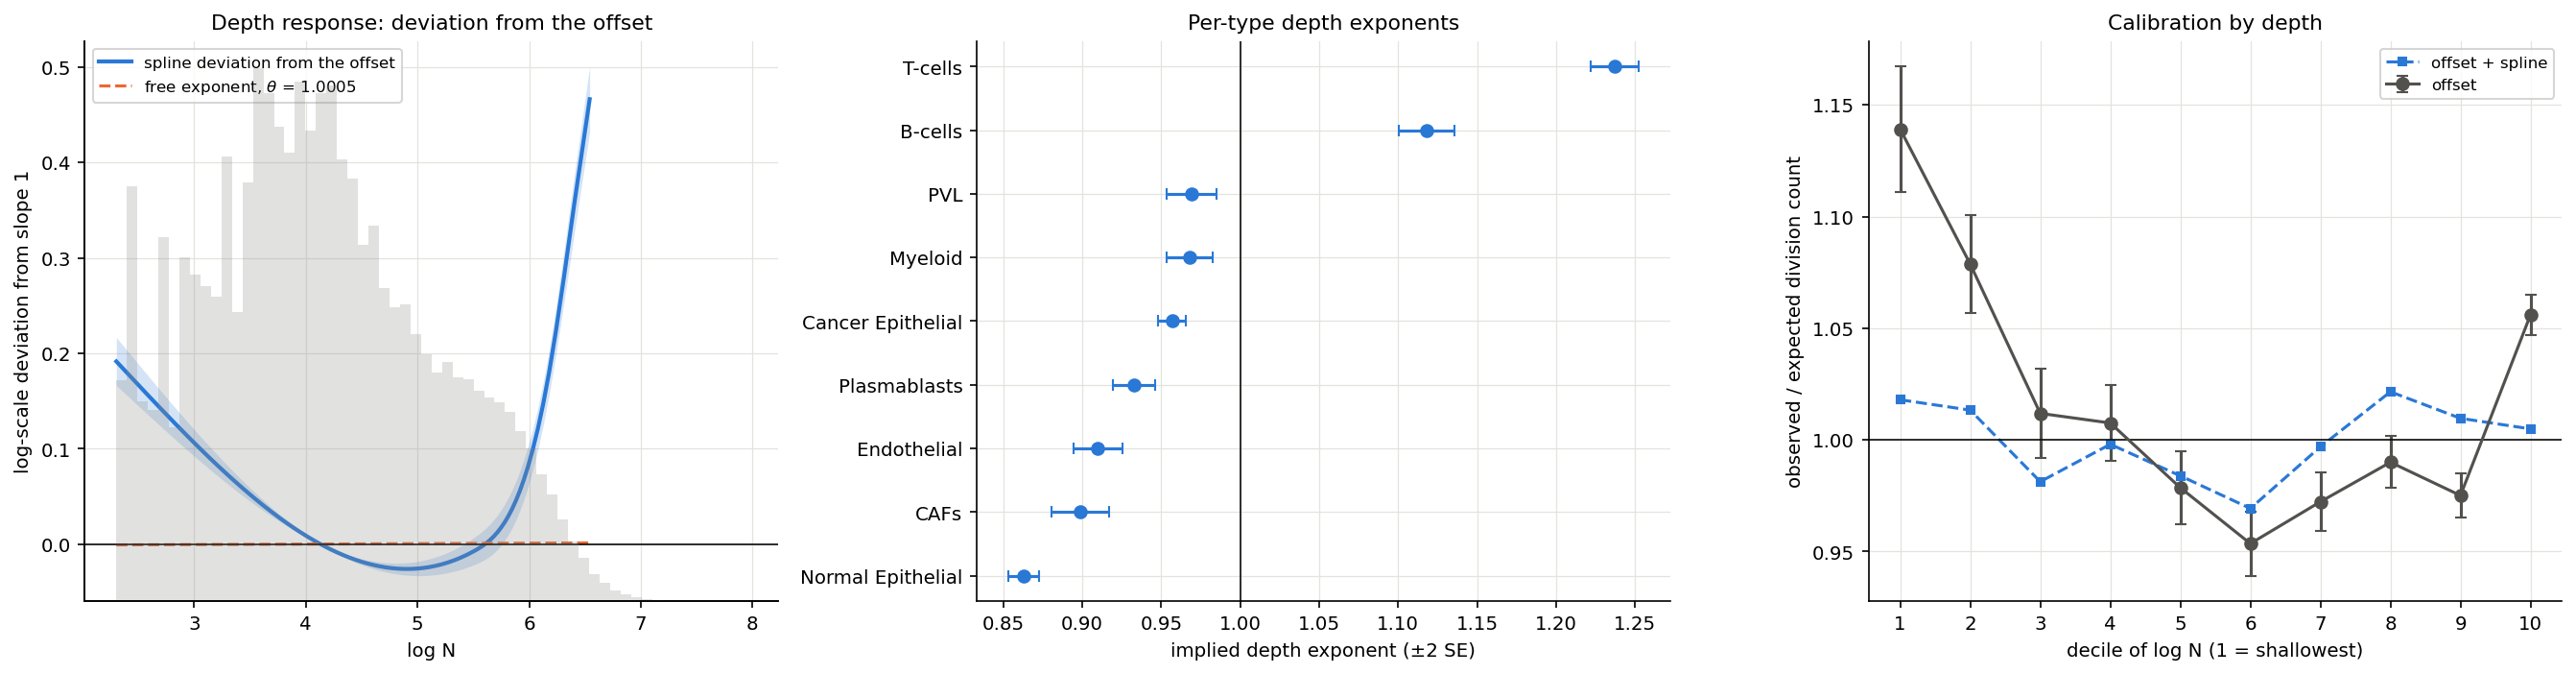 Depth response: deviation from the offset
log-scale deviation from slope 1
0.5
0.4
0.3
0.2
0.1
0.0
spline deviation from the offset
free exponent, θ = 1.0005
3 4 5 6 7 8
log N
Per-type depth exponents
T-cells
B-cells
PVL
Myeloid
Cancer Epithelial
Plasmablasts
Endothelial
CAFs
Normal Epithelial
0.85 0.90 0.95 1.00 1.05 1.10 1.15 1.20 1.25
implied depth exponent (±2 SE)
Calibration by depth
observed / expected division count
1.15
1.10
1.05
1.00
0.95
offset + spline
offset
1 2 3 4 5 6 7 8 9 10
decile of log N (1 = shallowest)